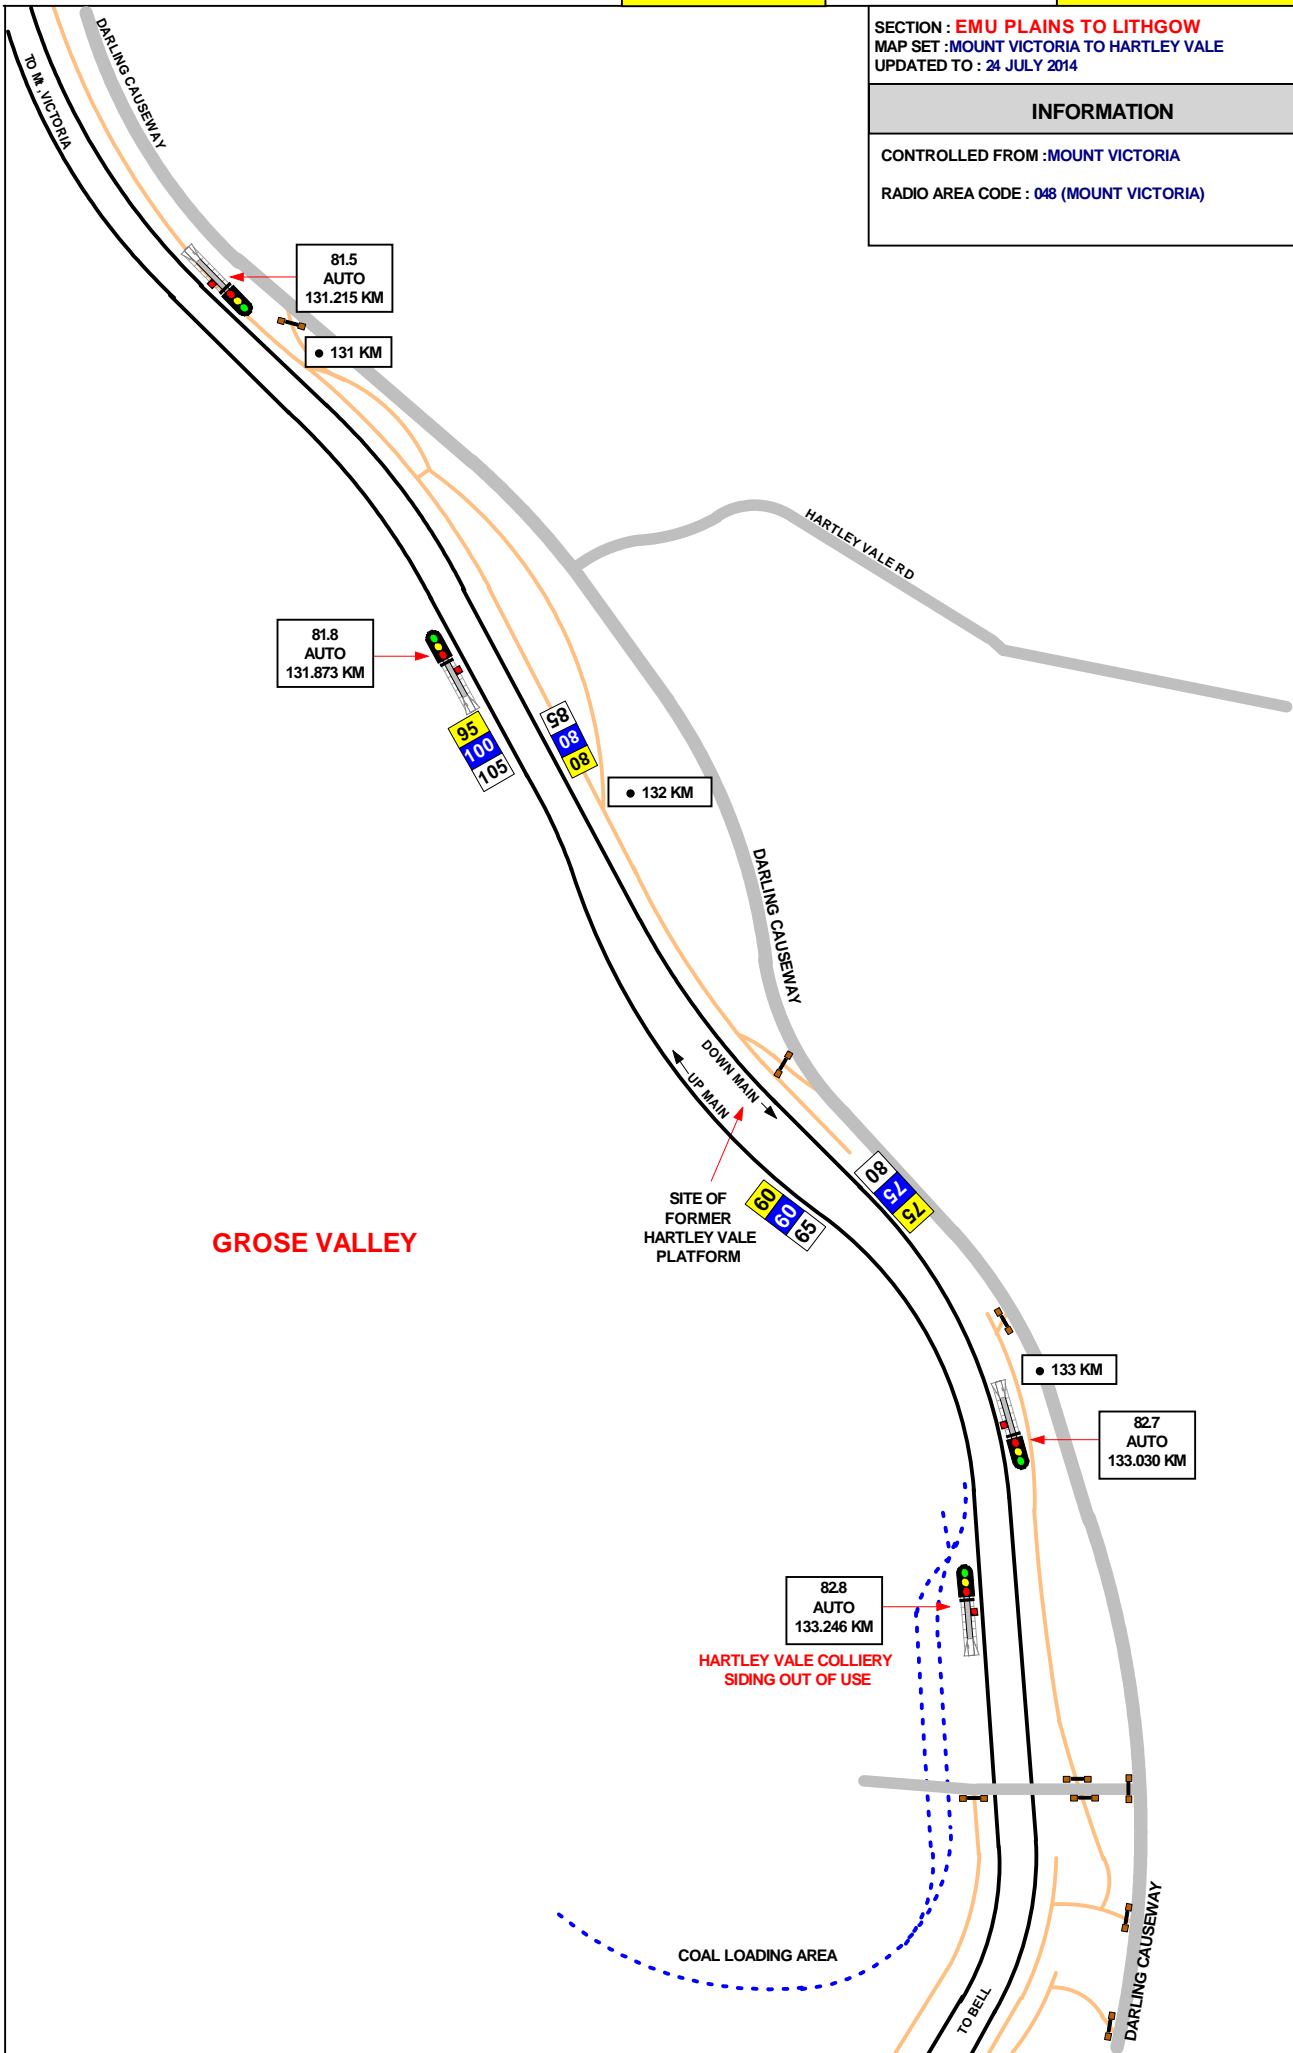 SECTION : EMU PLAINS TO LITHGOW
MAP SET :MOUNT VICTORIA TO HARTLEY VALE
UPDATED TO : 24 JULY 2014
INFORMATION
CONTROLLED FROM :MOUNT VICTORIA
RADIO AREA CODE : 048 (MOUNT VICTORIA)
TO Mt, VICTORIA
DARLING CAUSEWAY
81.5
AUTO
131.215 KM
131 KM
HARTLEY VALE RD
81.8
AUTO
131.873 KM
95
100
105
85
80
80
132 KM
DARLING CAUSEWAY
DOWN MAIN
UP MAIN
SITE OF
FORMER
HARTLEY VALE
PLATFORM
60
60
65
80
75
75
GROSE VALLEY
133 KM
82.7
AUTO
133.030 KM
82.8
AUTO
133.246 KM
HARTLEY VALE COLLIERY
SIDING OUT OF USE
COAL LOADING AREA
TO BELL
DARLING CAUSEWAY